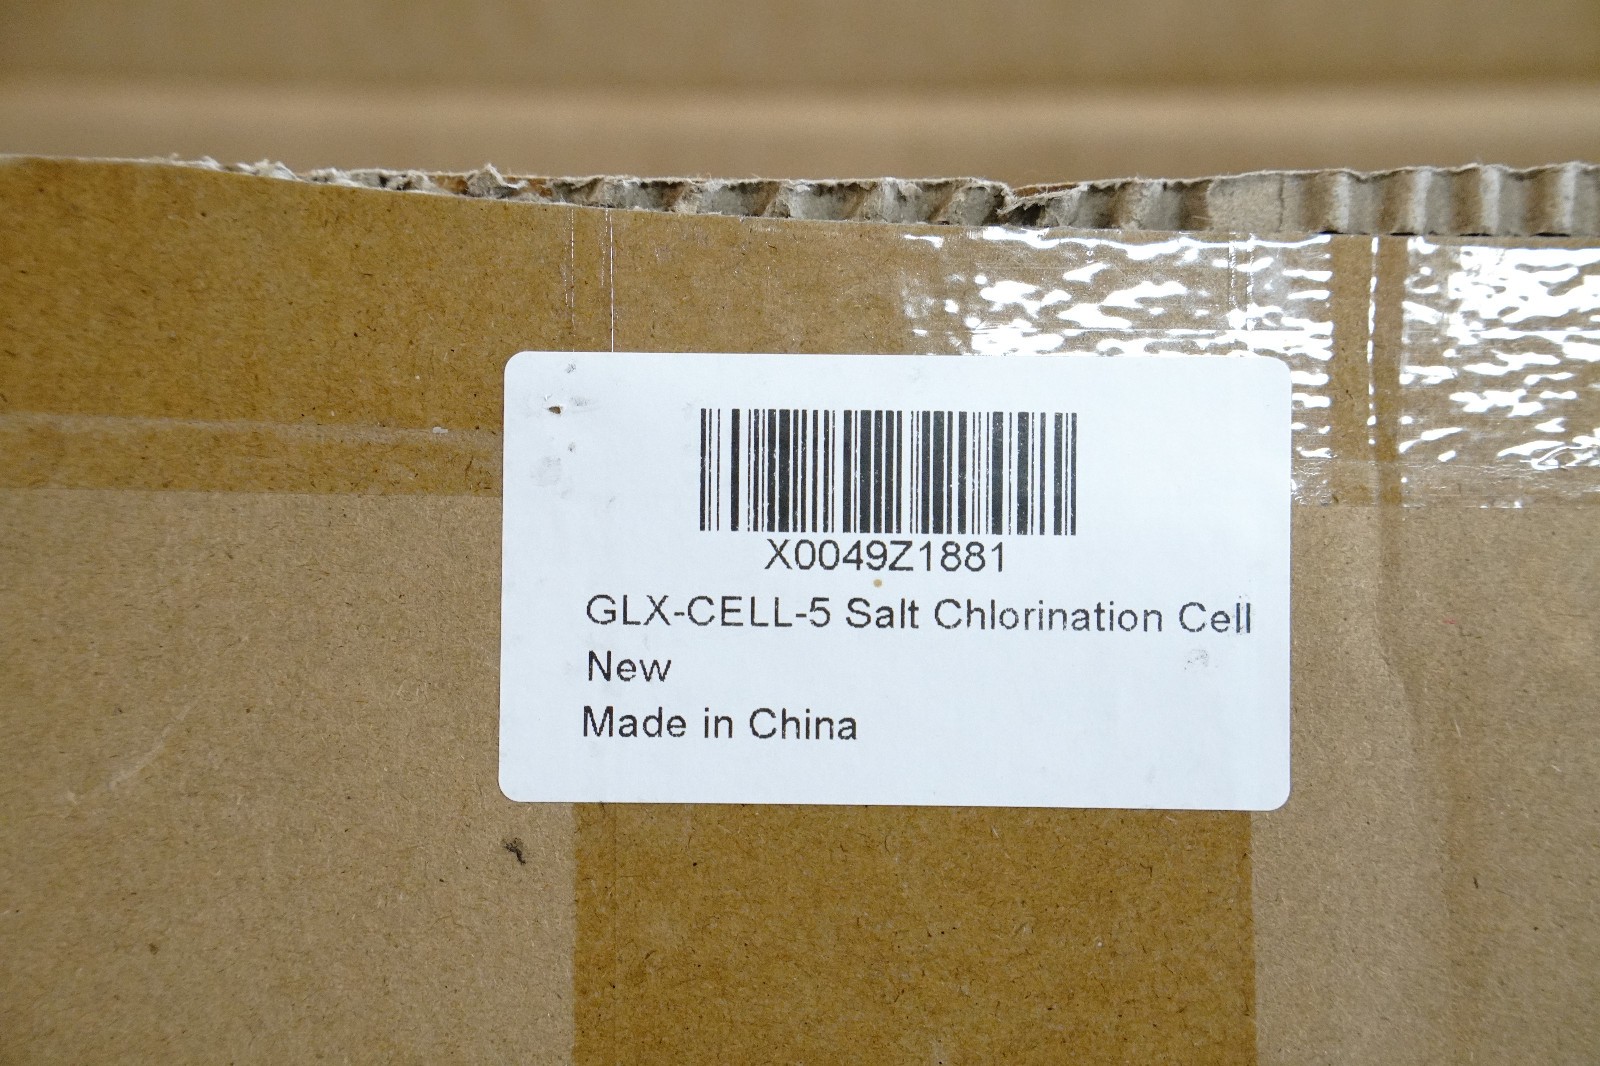 X0049Z1881
GLX-CELL-5 Salt Chlorination Cell
New
Made in China